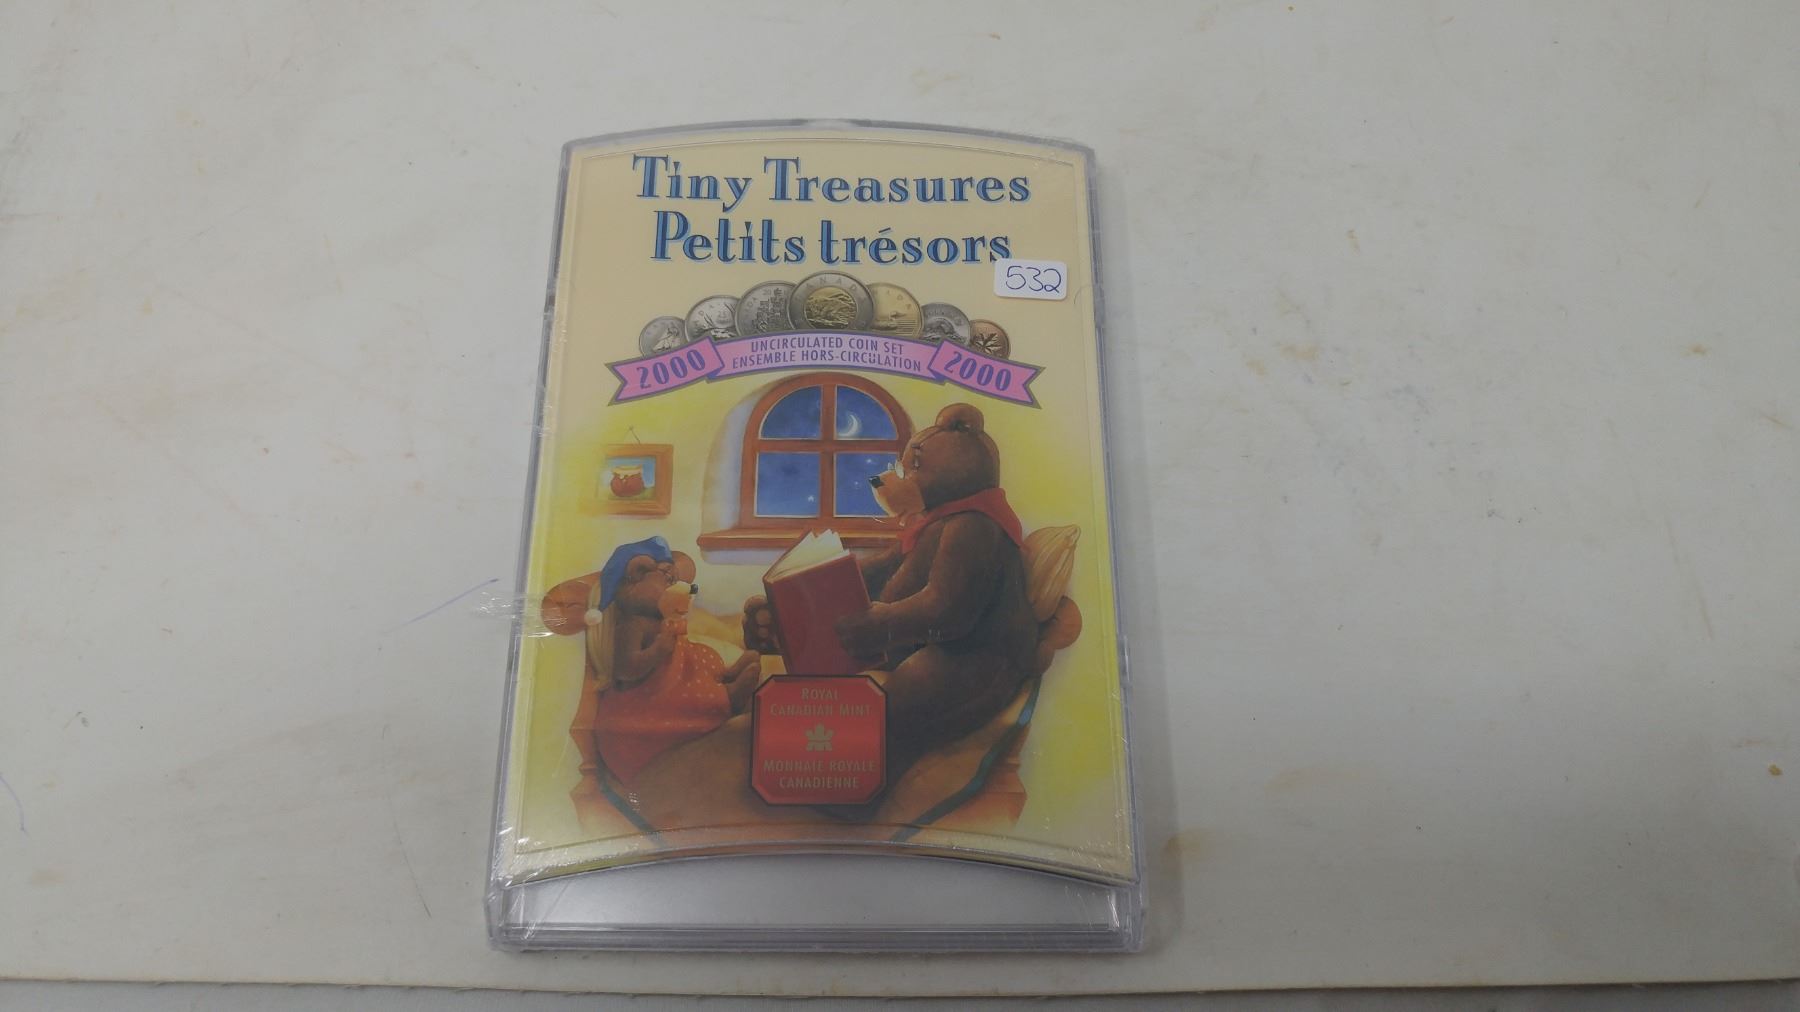 Tiny Treasures
Petits trésors
532
2000
UNCIRCULATED COIN SET
ENSEMBLE HORS-CIRCULATION
2000
ROYAL
CANADIAN MINT
MONNAIE ROYALE
CANADIENNE